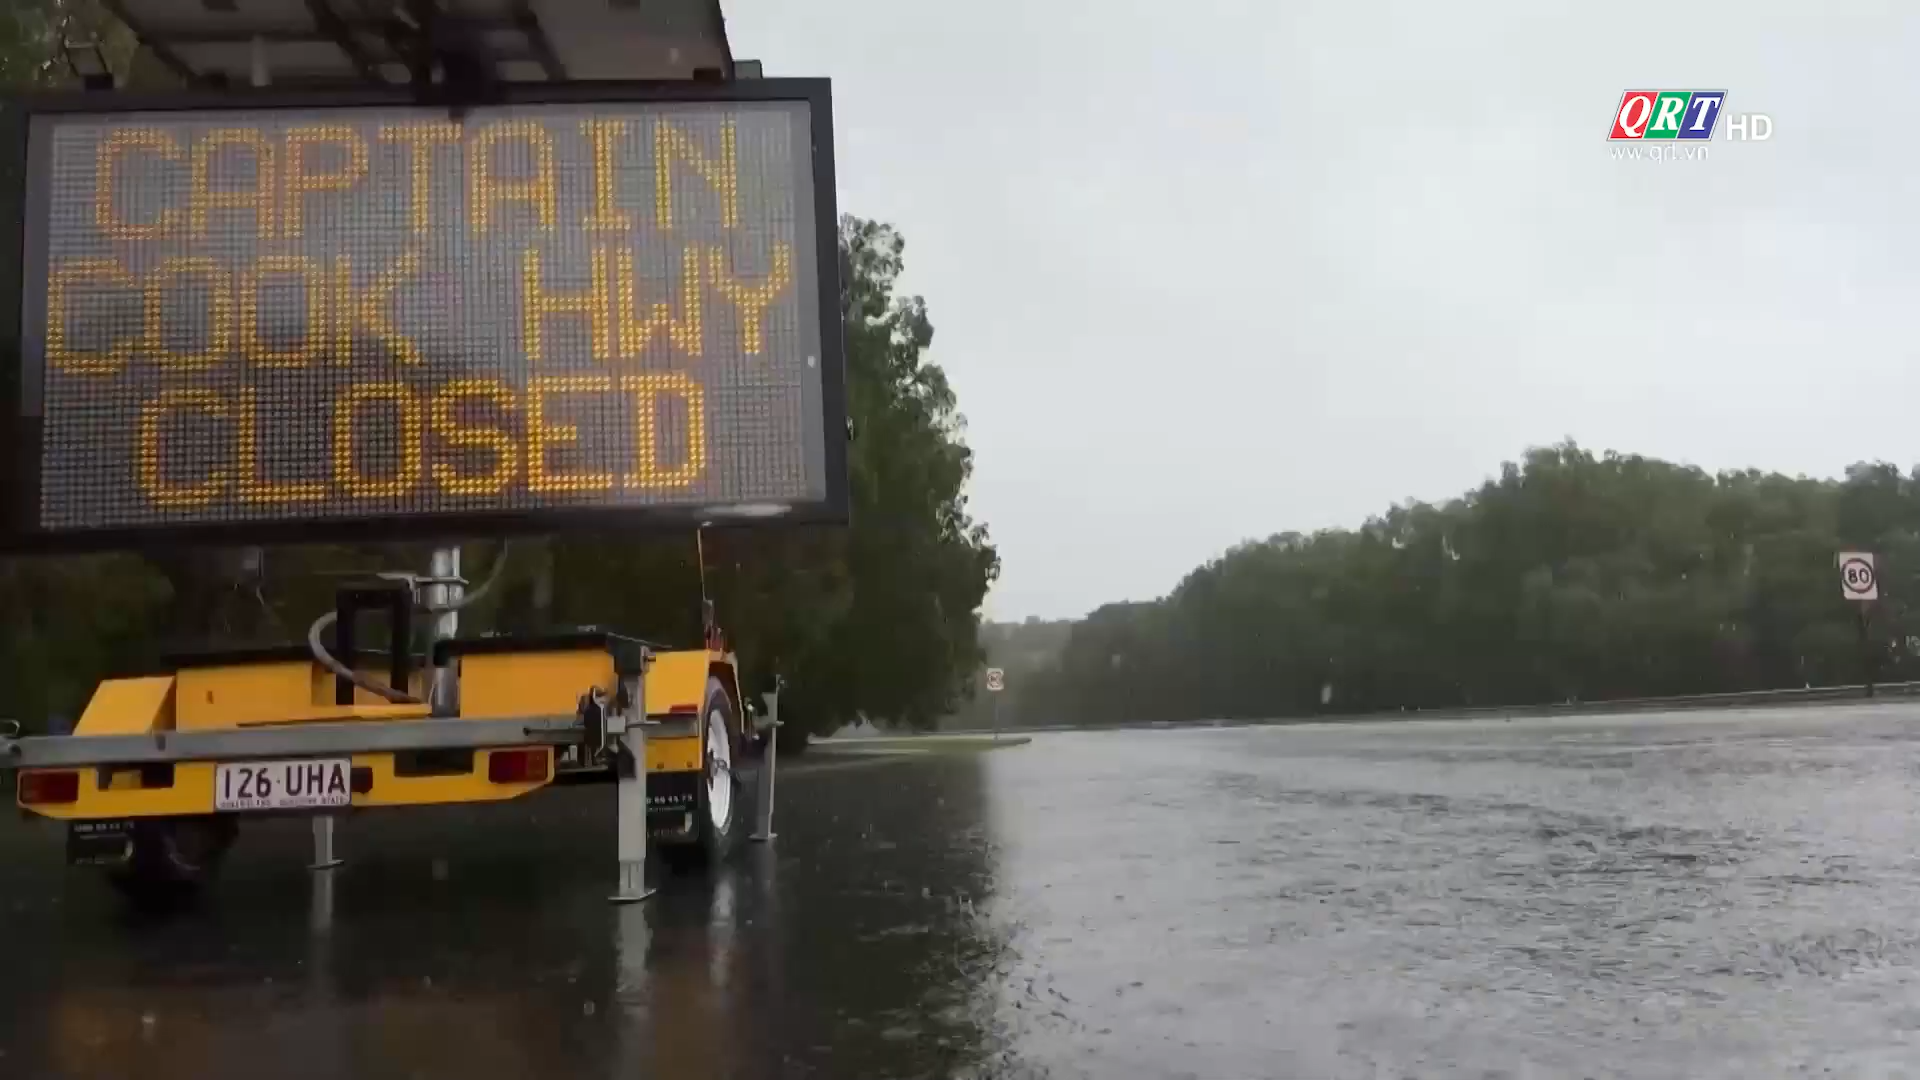 CAPTAIN
COOK HWY
CLOSED
QRT HD
www.qrt.vn
80
126·UHA